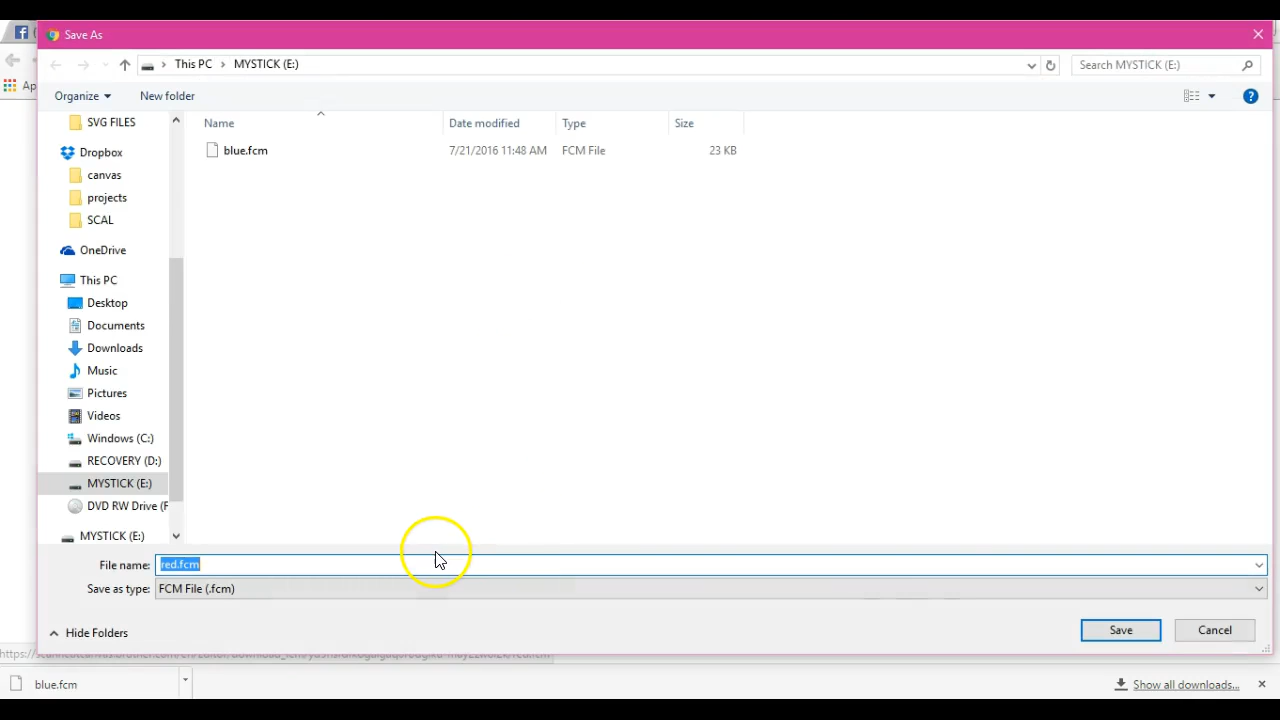 Save As
This PC
MYSTICK (E:)
Search MYSTICK (E:)
Ap
Organize
New folder
SVG FILES
Dropbox
canvas
projects
SCAL
OneDrive
This PC
Desktop
Documents
Downloads
Music
Pictures
Videos
Windows (C:)
RECOVERY (D:)
MYSTICK (E:)
DVD RW Drive (F
MYSTICK (E:)
Name
Date modified
Type
Size
blue.fcm
7/21/2016 11:48 AM
FCM File
23 KB
File name:
red.fcm
Save as type:
FCM File (.fcm)
Hide Folders
Save
Cancel
blue.fcm
Show all downloads...